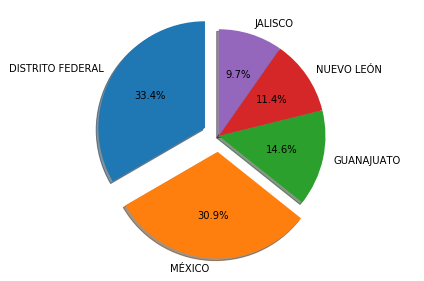 JALISCO
DISTRITO FEDERAL
NUEVO LEÓN
9.7%
33.4%
11.4%
14.6%
GUANAJUATO
30.9%
MÉXICO